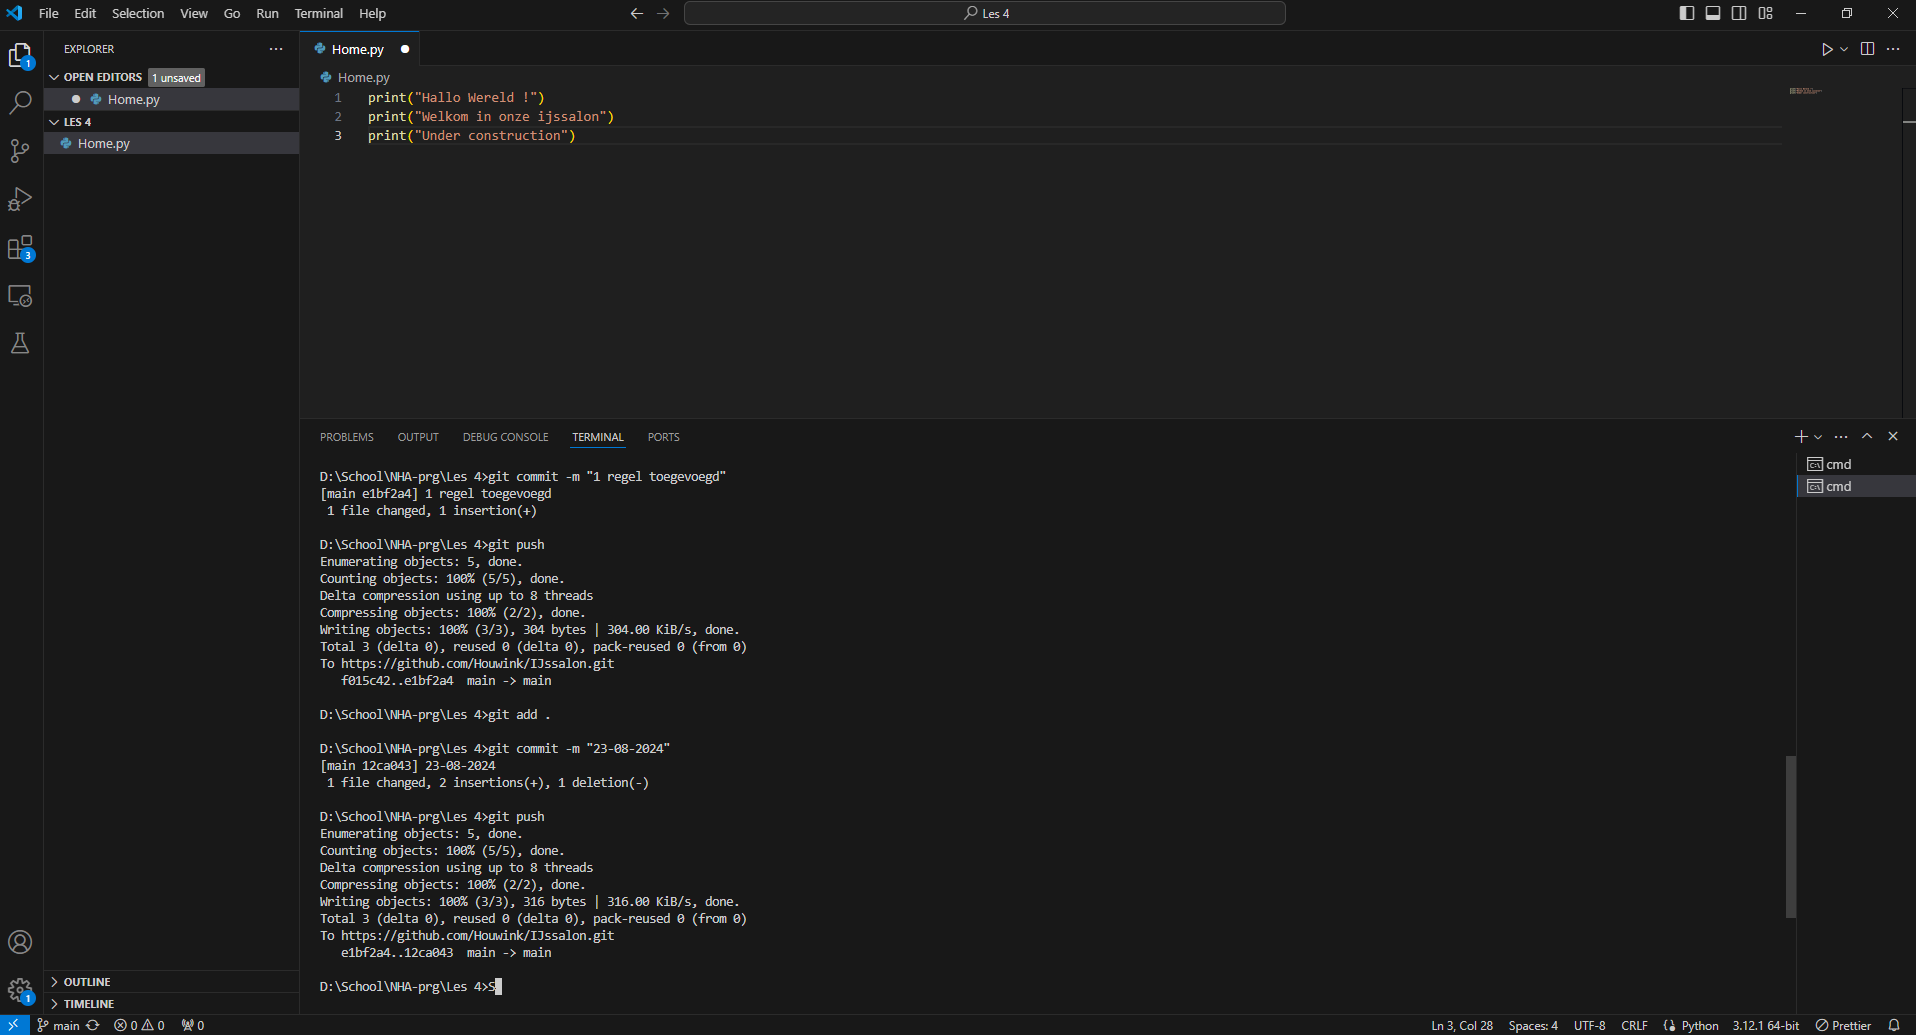 File Edit Selection View Go Run Terminal Help
Les 4
EXPLORER
OPEN EDITORS 1 unsaved
Home.py
LES 4
Home.py
OUTLINE
TIMELINE
Home.py
Home.py
1 print("Hallo Wereld !")
2 print("Welkom in onze ijssalon")
3 print("Under construction")
PROBLEMS OUTPUT DEBUG CONSOLE TERMINAL PORTS
D:\School\NHA-prg\Les 4>git commit -m "1 regel toegevoegd"
[main e1bf2a4] 1 regel toegevoegd
1 file changed, 1 insertion(+)
D:\School\NHA-prg\Les 4>git push
Enumerating objects: 5, done.
Counting objects: 100% (5/5), done.
Delta compression using up to 8 threads
Compressing objects: 100% (2/2), done.
Writing objects: 100% (3/3), 304 bytes | 304.00 KiB/s, done.
Total 3 (delta 0), reused 0 (delta 0), pack-reused 0 (from 0)
To https://github.com/Houwink/IJssalon.git
f015c42..e1bf2a4 main -> main
D:\School\NHA-prg\Les 4>git add .
D:\School\NHA-prg\Les 4>git commit -m "23-08-2024"
[main 12ca043] 23-08-2024
1 file changed, 2 insertions(+), 1 deletion(-)
D:\School\NHA-prg\Les 4>git push
Enumerating objects: 5, done.
Counting objects: 100% (5/5), done.
Delta compression using up to 8 threads
Compressing objects: 100% (2/2), done.
Writing objects: 100% (3/3), 316 bytes | 316.00 KiB/s, done.
Total 3 (delta 0), reused 0 (delta 0), pack-reused 0 (from 0)
To https://github.com/Houwink/IJssalon.git
e1bf2a4..12ca043 main -> main
D:\School\NHA-prg\Les 4>S
cmd
cmd
1
3
1
main 0 0 0
Ln 3, Col 28 Spaces: 4 UTF-8 CRLF Python 3.12.1 64-bit Prettier